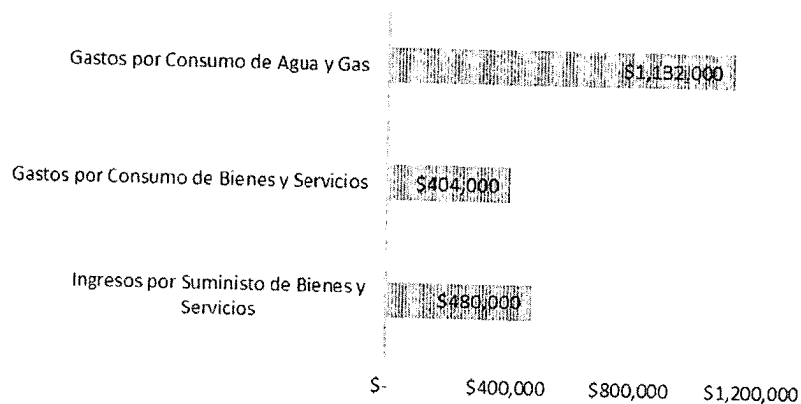 Gastos por Consumo de Agua y Gas
$1,132,000
Gastos por Consumo de Bienes y Servicios
$404,000
Ingresos por Suministo de Bienes y
Servicios
$480,000
$-
$400,000
$800,000
$1,200,000